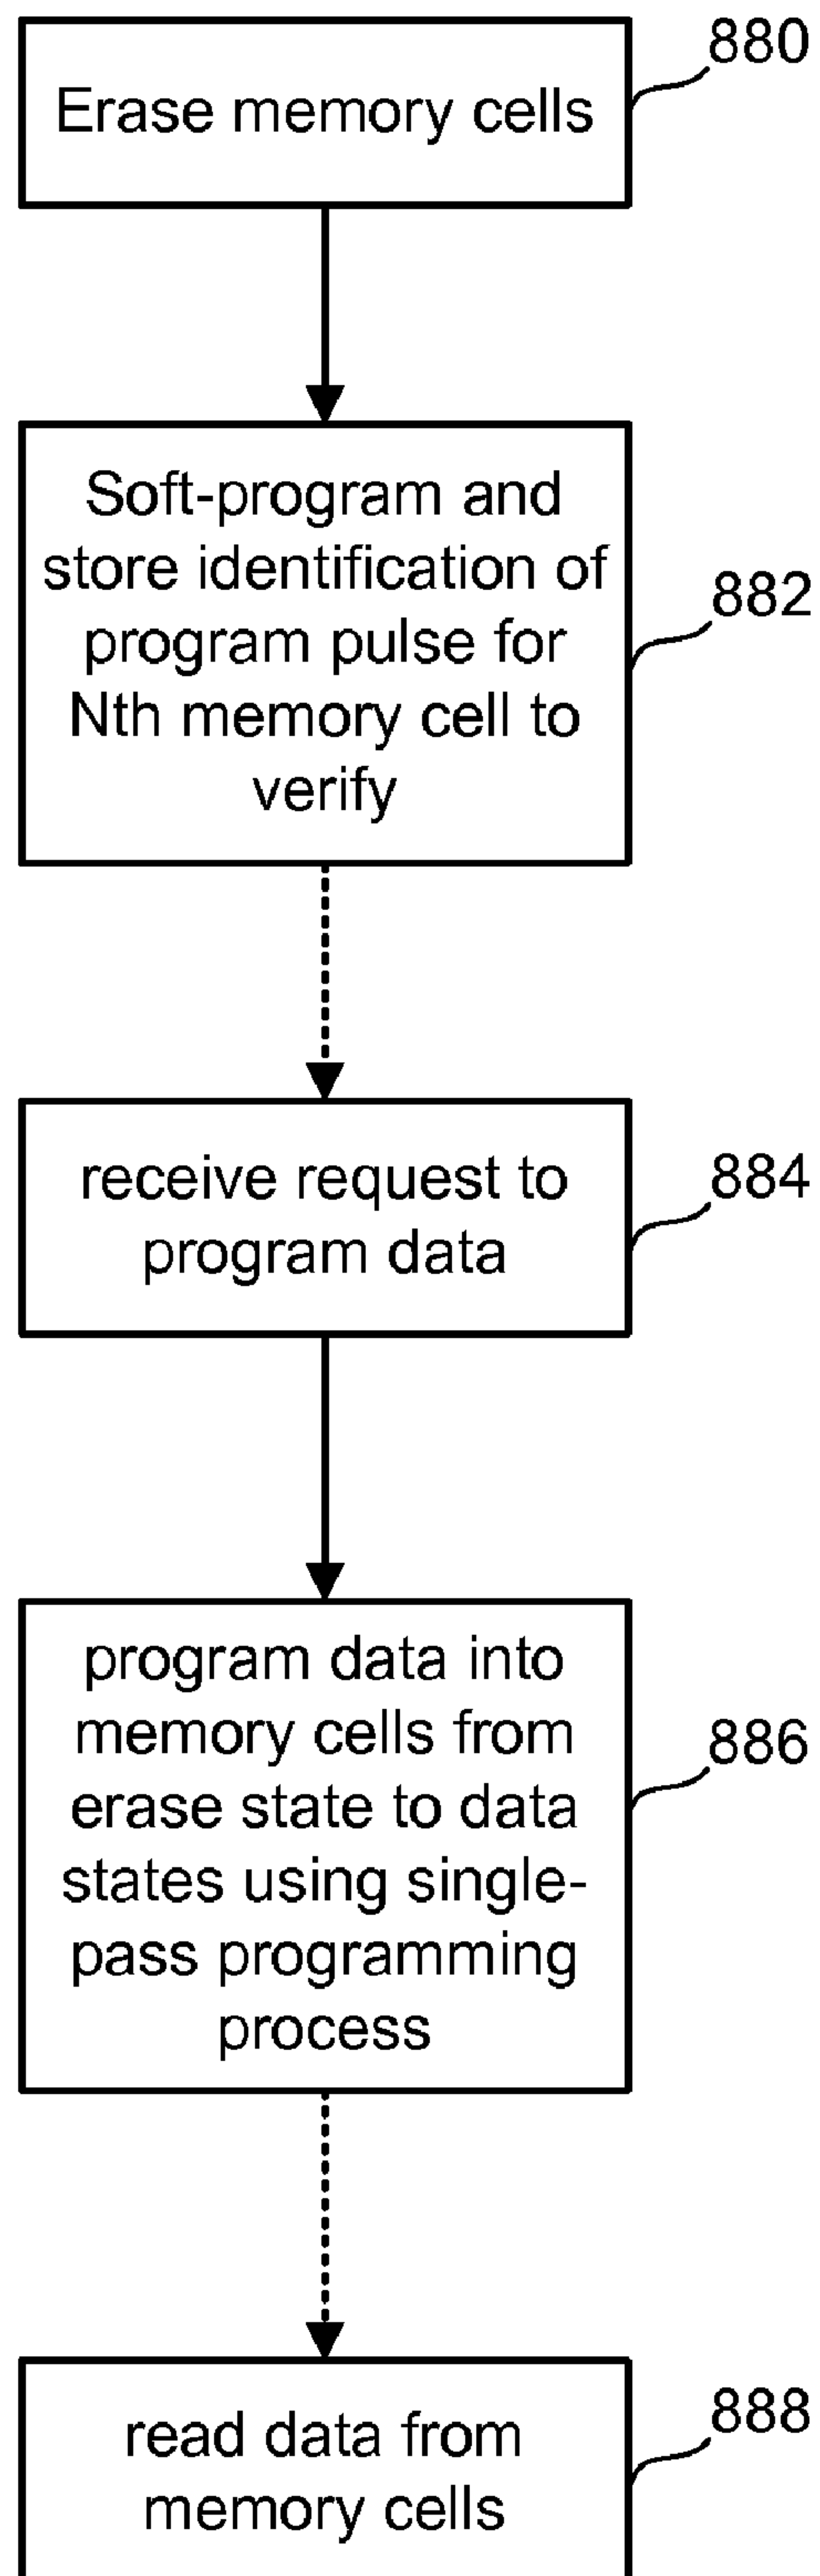 880
Erase memory cells
Soft-program and
store identification of
program pulse for
Nth memory cell to
verify
882
receive request to
program data
884
program data into
memory cells from
erase state to data
states using single-
pass programming
process
886
read data from
memory cells
888